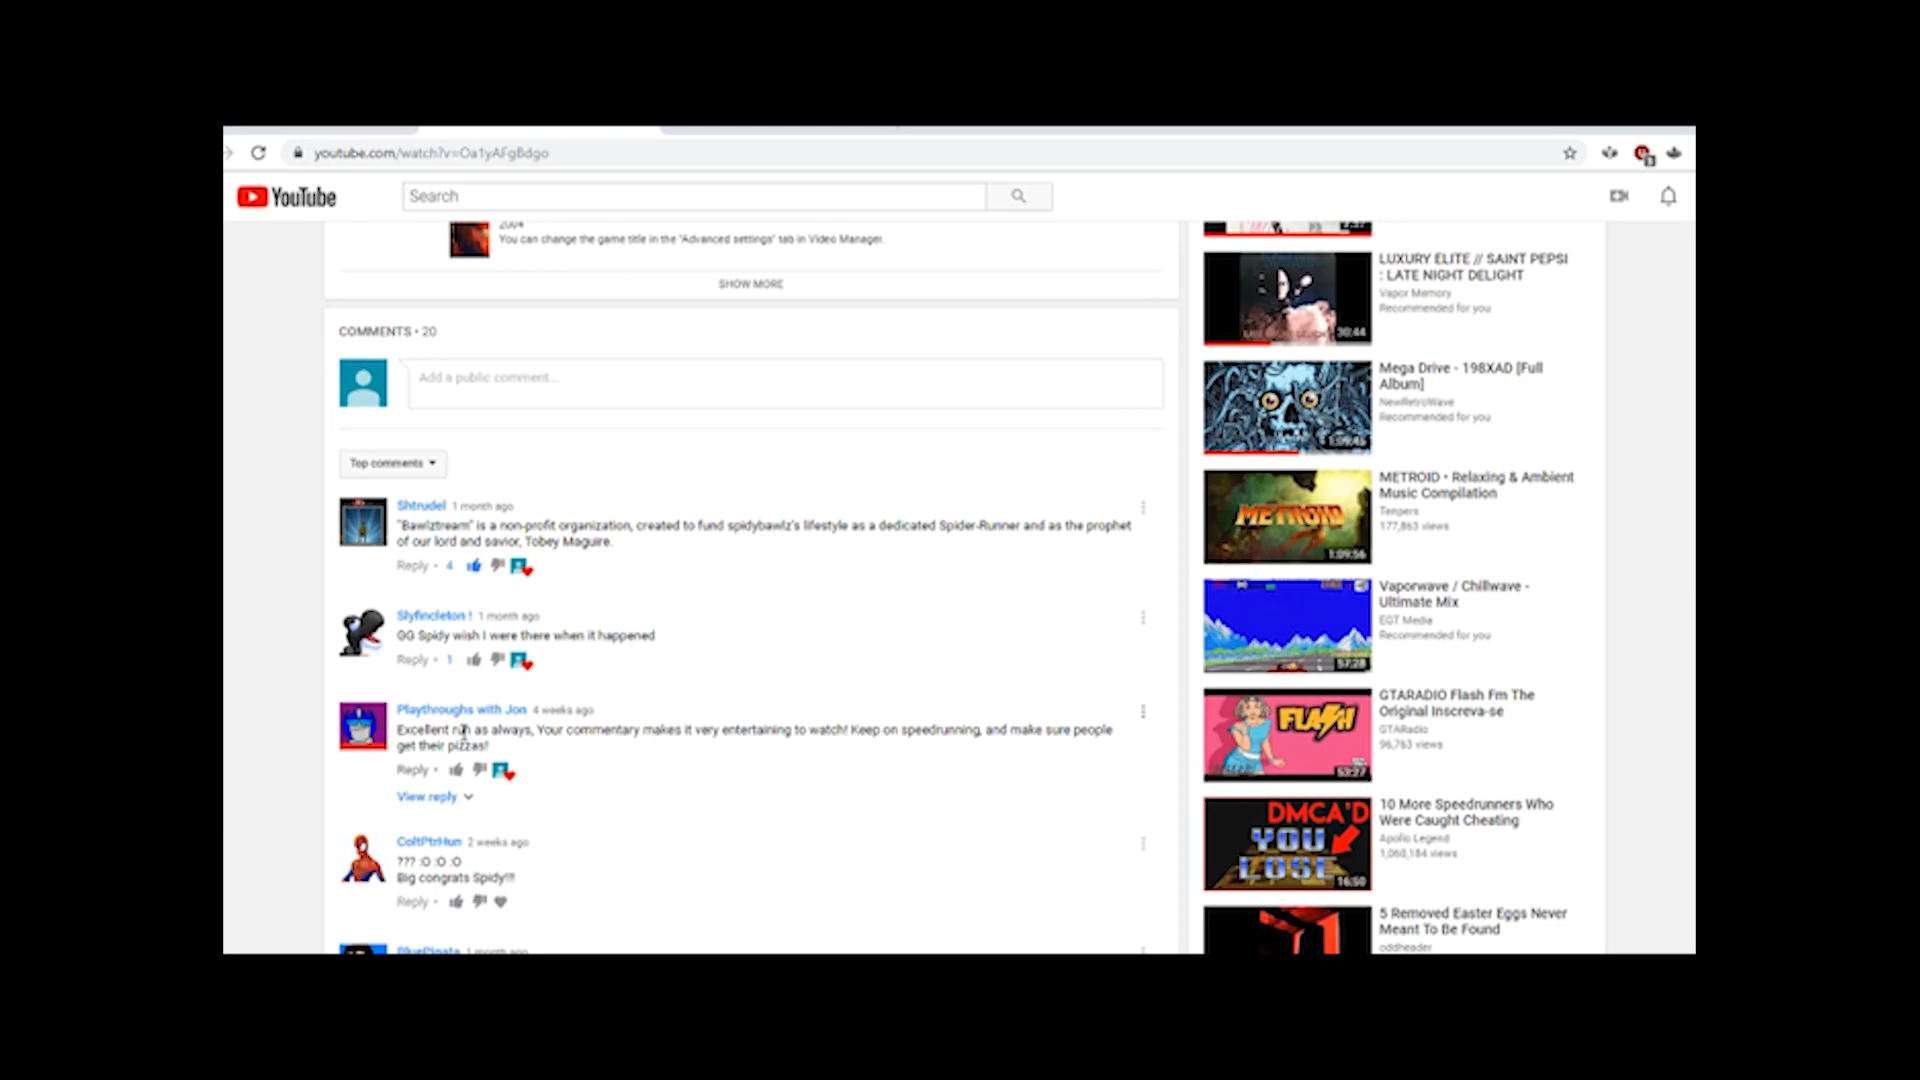 youtube.com/watch?v=Oa1yAFgBdgo
YouTube
Search
2004
You can change the game title in the "Advanced settings" tab in Video Manager.
SHOW MORE
COMMENTS • 20
Add a public comment...
Top comments
Shtrudel 1 month ago
"Bawlztream" is a non-profit organization, created to fund spidybawlz's lifestyle as a dedicated Spider-Runner and as the prophet
of our lord and savior, Tobey Maguire.
Reply • 4
Slyfincleton ! 1 month ago
GG Spidy wish I were there when it happened
Reply • 1
Playthroughs with Jon 4 weeks ago
Excellent run as always, Your commentary makes it very entertaining to watch! Keep on speedrunning, and make sure people
get their pizzas!
Reply •
View reply
ColtPtrHun 2 weeks ago
??? :O :O :O
Big congrats Spidy!!!
Reply •
BluePinata 1 month ago
LUXURY ELITE // SAINT PEPSI
: LATE NIGHT DELIGHT
Vapor Memory
Recommended for you
30:44
Mega Drive - 198XAD [Full
Album]
NewRetroWave
Recommended for you
METROID • Relaxing & Ambient
Music Compilation
Tenpers
177,863 views
METROID
1:09:56
Vaporwave / Chillwave -
Ultimate Mix
EGT Media
Recommended for you
57:28
GTARADIO Flash Fm The
Original Inscreva-se
GTARadio
96,763 views
FLASH
53:27
10 More Speedrunners Who
Were Caught Cheating
Apollo Legend
1,060,184 views
DMCA'D
YOU
LOSE
16:50
5 Removed Easter Eggs Never
Meant To Be Found
oddheader